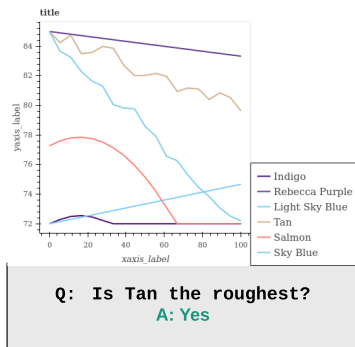 title
84
82
80
78
76
74
72
yaxis_label
0
20
40
60
80
100
xaxis_label
Indigo
Rebecca Purple
Light Sky Blue
Tan
Salmon
Sky Blue
Q: Is Tan the roughest?
A: Yes